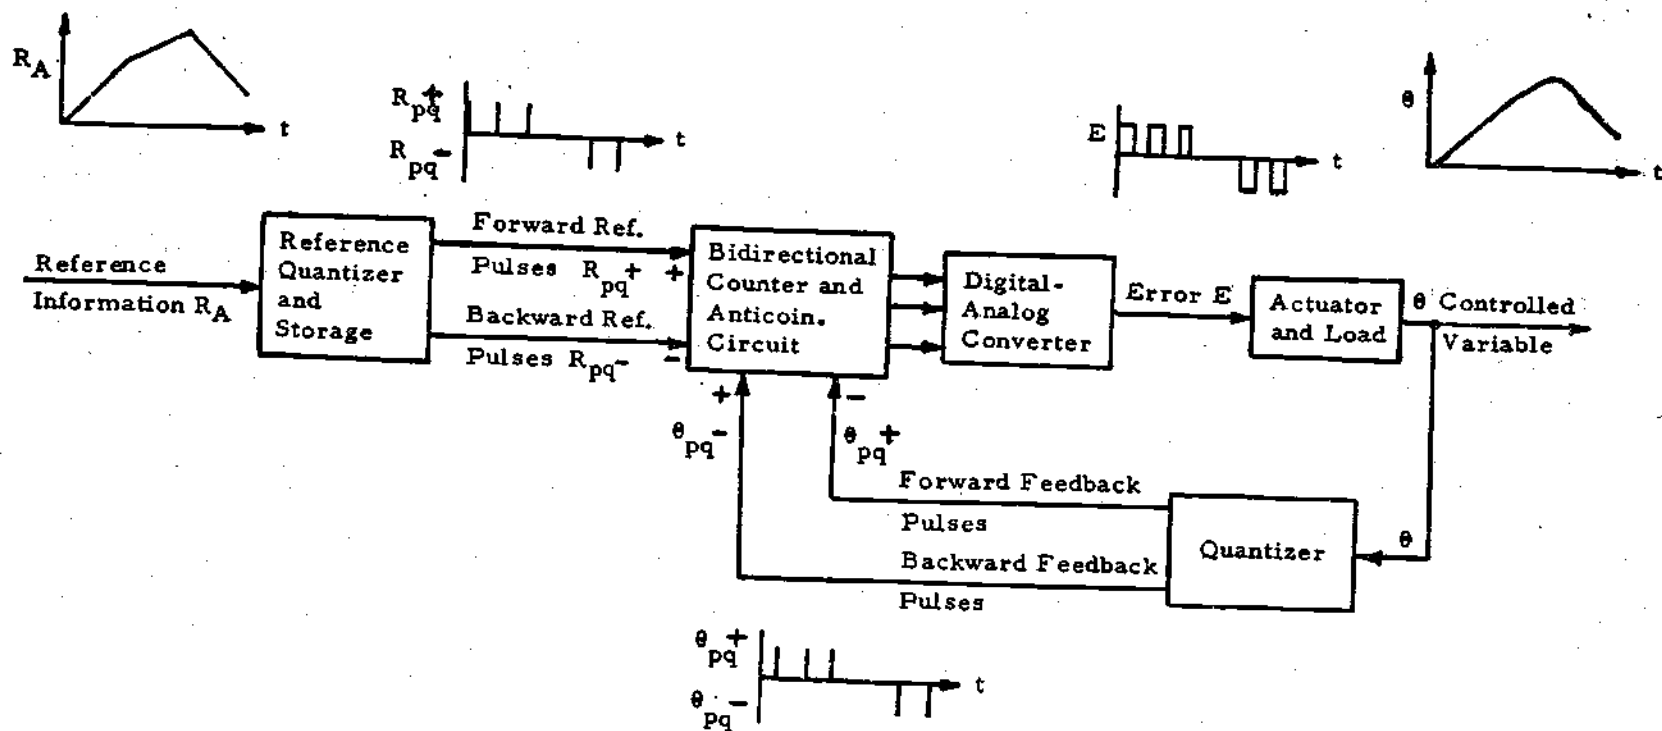 R_A
t
R_pq+
R_pq-
t
E
t
θ
t
Reference
Information R_A
Reference
Quantizer
and
Storage
Forward Ref.
Pulses R_pq+
+
Backward Ref.
Pulses R_pq-
-
Bidirectional
Counter and
Anticoin.
Circuit
Digital-
Analog
Converter
Error E
Actuator
and Load
θ Controlled
Variable
+
-
θ_pq-
θ_pq+
Forward Feedback
Pulses
Backward Feedback
Pulses
Quantizer
θ
θ_pq+
θ_pq-
t